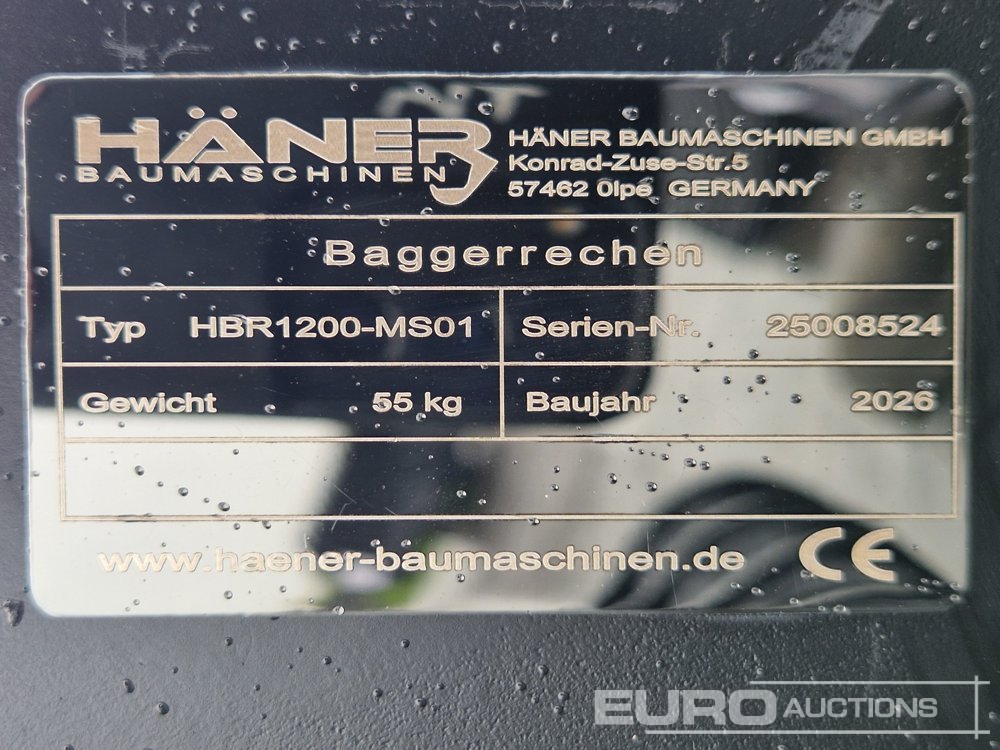 HÄNER
BAUMASCHINEN
HÄNER BAUMASCHINEN GMBH
Konrad-Zuse-Str.5
57462 Olpe GERMANY
Baggerrechen
Typ HBR1200-MS01 Serien-Nr. 25008524
Gewicht 55 kg Baujahr 2026
www.haener-baumaschinen.de CE
EURO AUCTIONS